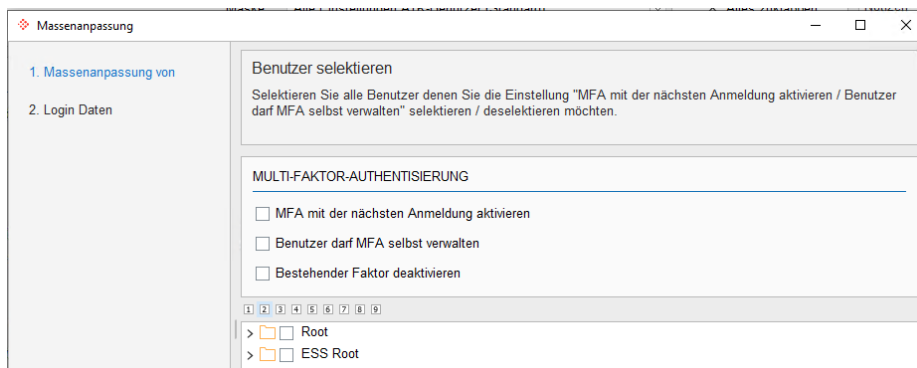 Massenanpassung
1. Massenanpassung von
2. Login Daten
Benutzer selektieren
Selektieren Sie alle Benutzer denen Sie die Einstellung "MFA mit der nächsten Anmeldung aktivieren / Benutzer
darf MFA selbst verwalten" selektieren / deselektieren möchten.
MULTI-FAKTOR-AUTHENTISIERUNG
MFA mit der nächsten Anmeldung aktivieren
Benutzer darf MFA selbst verwalten
Bestehender Faktor deaktivieren
1 2 3 4 5 6 7 8 9
Root
ESS Root